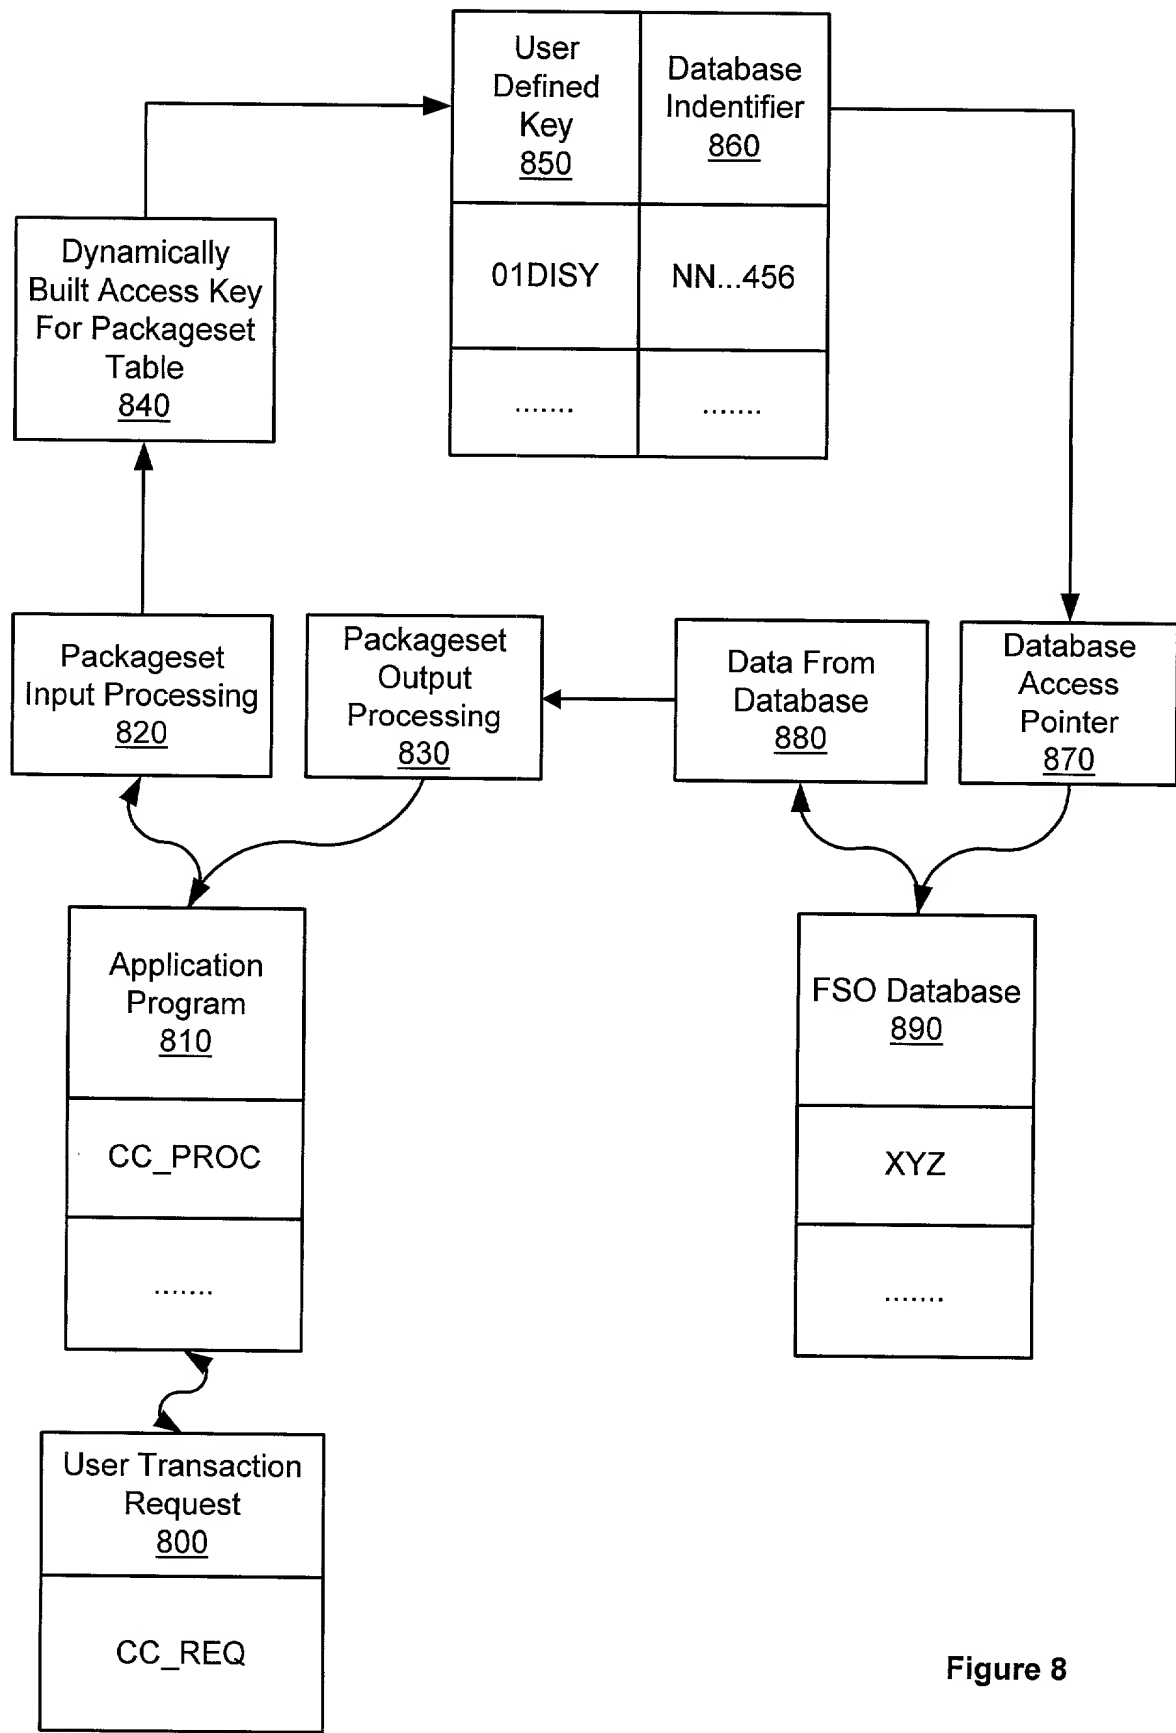 User
Defined
Key
850
Database
Indentifier
860
01DISY
NN...456
.......
.......
Dynamically
Built Access Key
For Packageset
Table
840
Packageset
Input Processing
820
Packageset
Output
Processing
830
Data From
Database
880
Database
Access
Pointer
870
Application
Program
810
CC_PROC
.......
FSO Database
890
XYZ
.......
User Transaction
Request
800
CC_REQ
Figure 8